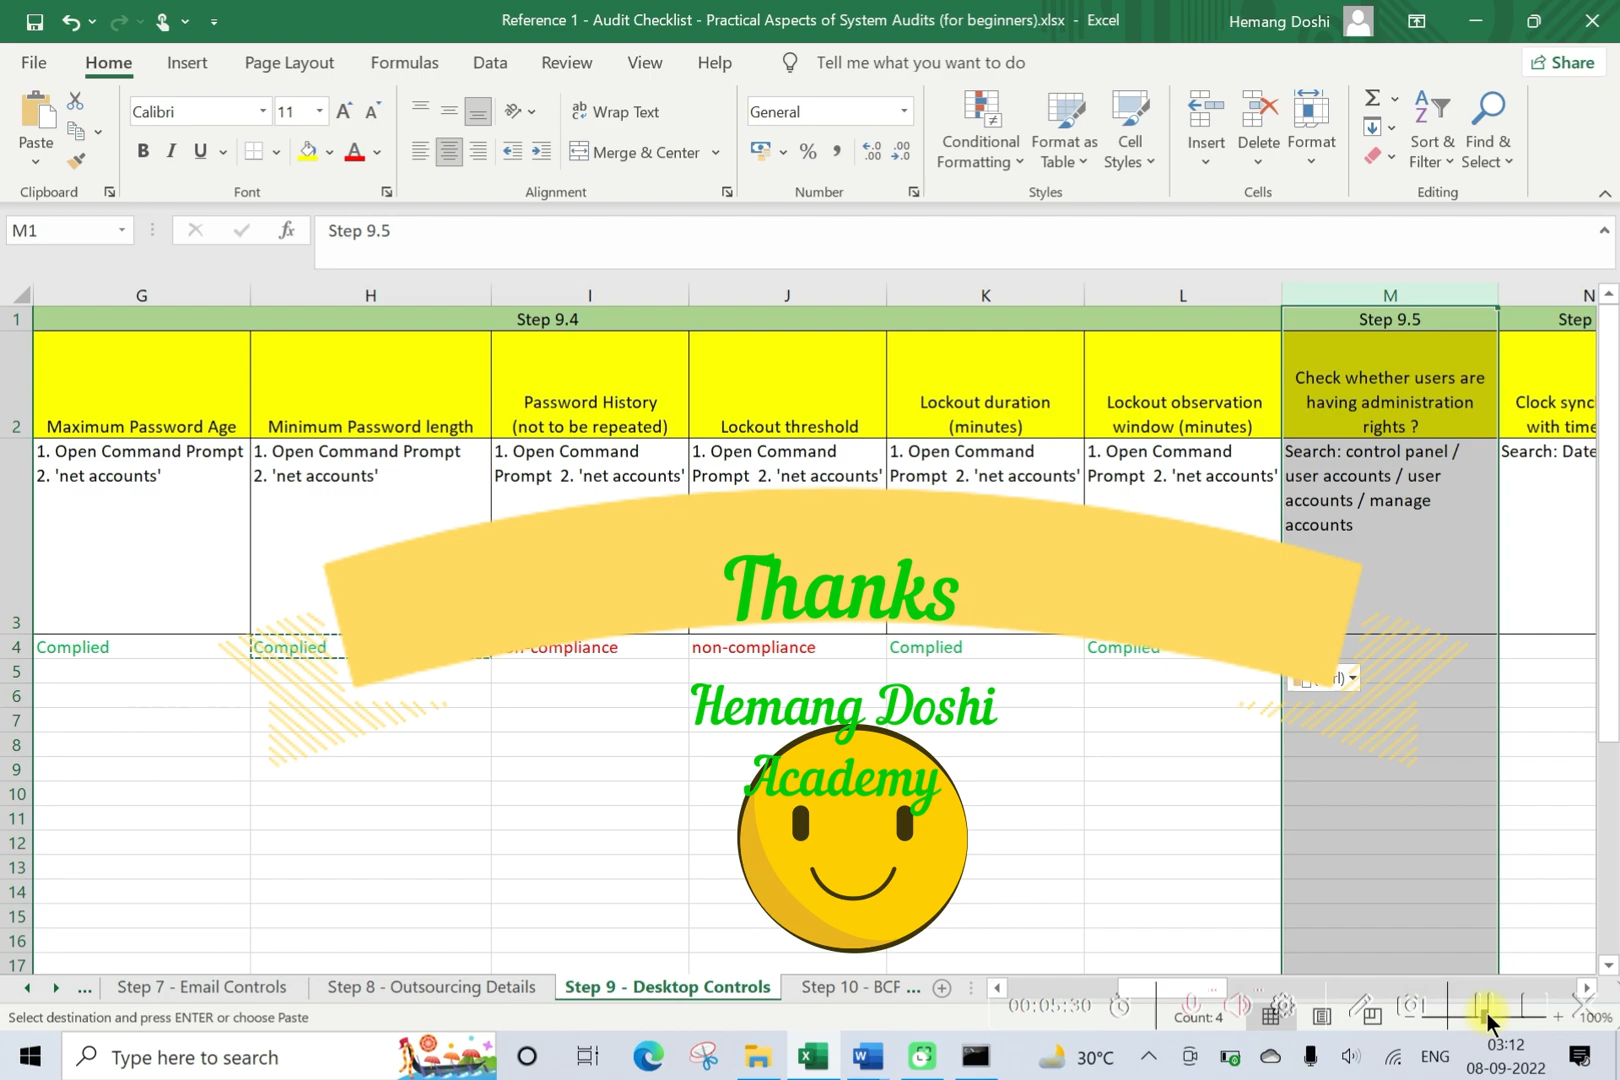 Reference 1 - Audit Checklist - Practical Aspects of System Audits (for beginners).xlsx - Excel
Hemang Doshi
File
Home
Insert
Page Layout
Formulas
Data
Review
View
Help
Tell me what you want to do
Share
Paste
Calibri
11
B I U
Wrap Text
Merge & Center
General
Conditional Formatting
Format as Table
Cell Styles
Insert
Delete
Format
Sort & Filter
Find & Select
Clipboard
Font
Alignment
Number
Styles
Cells
Editing
M1
fx
Step 9.5
G H I J K L M N
1
Step 9.4
Step 9.5
Step
2
Maximum Password Age
Minimum Password length
Password History
(not to be repeated)
Lockout threshold
Lockout duration
(minutes)
Lockout observation
window (minutes)
Check whether users are
having administration
rights ?
Clock sync
with time
3
1. Open Command Prompt
2. 'net accounts'
1. Open Command Prompt
2. 'net accounts'
1. Open Command
Prompt 2. 'net accounts'
1. Open Command
Prompt 2. 'net accounts'
1. Open Command
Prompt 2. 'net accounts'
1. Open Command
Prompt 2. 'net accounts'
Search: control panel /
user accounts / user
accounts / manage
accounts
Search: Date
Thanks
4
Complied
Complied
non-compliance
Complied
Complied
5
6
7
8
9
10
11
12
13
14
15
16
17
Hemang Doshi
Academy
...
Step 7 - Email Controls
Step 8 - Outsourcing Details
Step 9 - Desktop Controls
Step 10 - BCF ...
Select destination and press ENTER or choose Paste
00:05:30
Count: 4
100%
Type here to search
30°C
ENG
03:12
08-09-2022